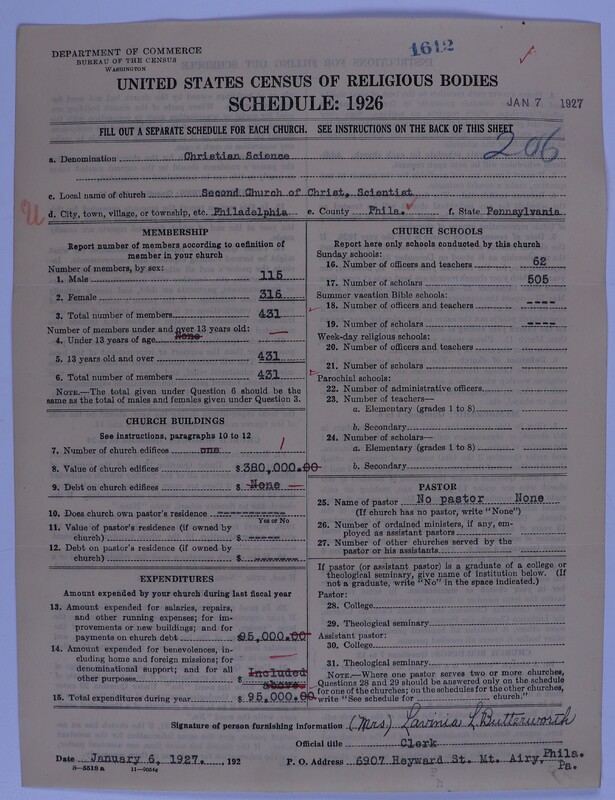 1612
DEPARTMENT OF COMMERCE
BUREAU OF THE CENSUS
WASHINGTON
UNITED STATES CENSUS OF RELIGIOUS BODIES
SCHEDULE: 1926
JAN 7 1927
FILL OUT A SEPARATE SCHEDULE FOR EACH CHURCH. SEE INSTRUCTIONS ON THE BACK OF THIS SHEET
206
a. Denomination Christian Science
c. Local name of church Second Church of Christ, Scientist
U d. City, town, village, or township, etc. Philadelphia e. County Phila. f. State Pennsylvania
MEMBERSHIP
Report number of members according to definition of
member in your church
Number of members, by sex:
1. Male 115
2. Female 316
3. Total number of members 431
Number of members under and over 13 years old:
4. Under 13 years of age None —
5. 13 years old and over 431
6. Total number of members 431
NOTE.—The total given under Question 6 should be the
same as the total of males and females given under Question 3.
CHURCH BUILDINGS
See instructions, paragraphs 10 to 12
7. Number of church edifices one 1
8. Value of church edifices $380,000.00
9. Debt on church edifices $ None —
10. Does church own pastor's residence ----------
Yes or No
11. Value of pastor's residence (if owned by
church) $ -----
12. Debt on pastor's residence (if owned by
church) $ ------
EXPENDITURES
Amount expended by your church during last fiscal year
13. Amount expended for salaries, repairs,
and other running expenses; for im-
provements or new buildings; and for
payments on church debt $95,000.00
14. Amount expended for benevolences, in-
cluding home and foreign missions; for
denominational support; and for all
other purposes $ Included
above
15. Total expenditures during year $95,000.00
CHURCH SCHOOLS
Report here only schools conducted by this church
Sunday schools:
16. Number of officers and teachers 62
17. Number of scholars 505
Summer vacation Bible schools:
18. Number of officers and teachers ----
19. Number of scholars ----
Week-day religious schools:
20. Number of officers and teachers
21. Number of scholars
Parochial schools:
22. Number of administrative officers
23. Number of teachers—
a. Elementary (grades 1 to 8)
b. Secondary
24. Number of scholars—
a. Elementary (grades 1 to 8)
b. Secondary
PASTOR
25. Name of pastor No pastor None
(If church has no pastor, write "None")
26. Number of ordained ministers, if any, em-
ployed as assistant pastors
27. Number of other churches served by the
pastor or his assistants
If pastor (or assistant pastor) is a graduate of a college or
theological seminary, give name of institution below. (If
not a graduate, write "No" in the space indicated.)
Pastor:
28. College
29. Theological seminary
Assistant pastor:
30. College
31. Theological seminary
NOTE.—Where one pastor serves two or more churches,
Questions 28 and 29 should be answered only on the schedule
for one of the churches; on the schedules for the other churches,
write "See schedule for church."
Signature of person furnishing information (Mrs) Lavinia L. Butterworth
Official title Clerk
Date January 6, 1927. , 192 P. O. Address 6907 Heyward St. Mt. Airy, Phila.
Pa.